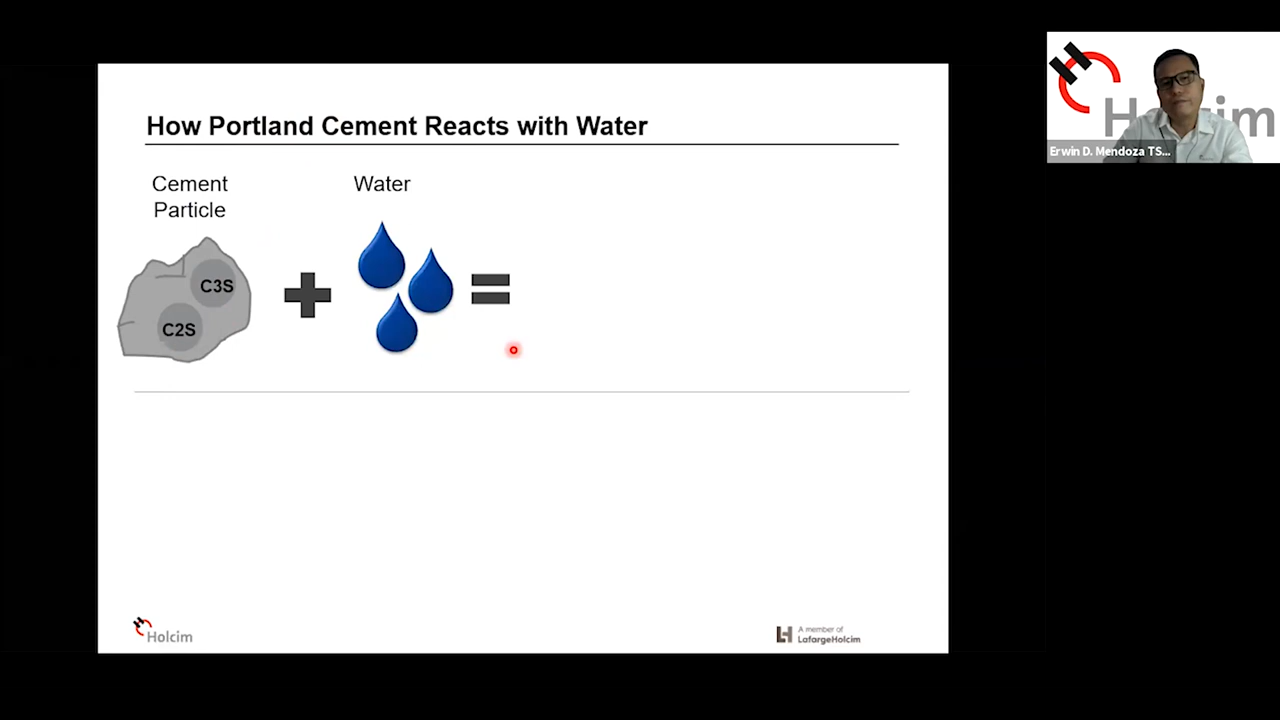 How Portland Cement Reacts with Water
Cement
Particle
Water
C3S
C2S
Holcim
A member of
LafargeHolcim
Holcim
Erwin D. Mendoza TS...